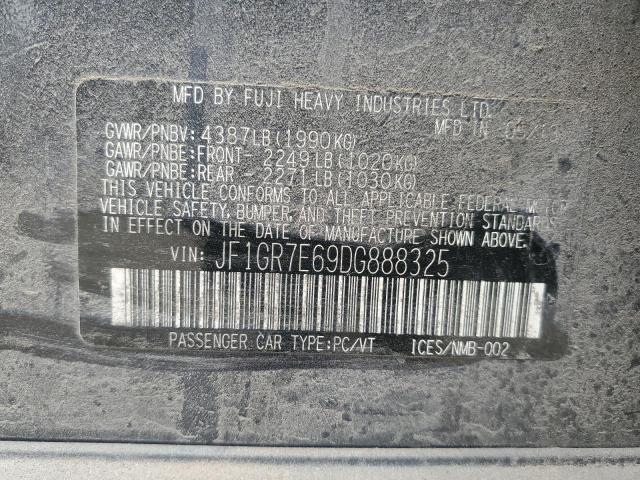 MFD BY FUJI HEAVY INDUSTRIES LTD.
MFD IN
GVWR/PNBV: 4387LB(1990KG)
GAWR/PNBE:FRONT- 2249LB(1020KG)
GAWR/PNBE:REAR 2271LB(1030KG)
THIS VEHICLE CONFORMS TO ALL APPLICABLE FEDERAL MOTOR
VEHICLE SAFETY, BUMPER, AND THEFT PREVENTION STANDARDS
IN EFFECT ON THE DATE OF MANUFACTURE SHOWN ABOVE.
VIN: JF1GR7E69DG888325
PASSENGER CAR TYPE:PC/VT ICES/NMB-002